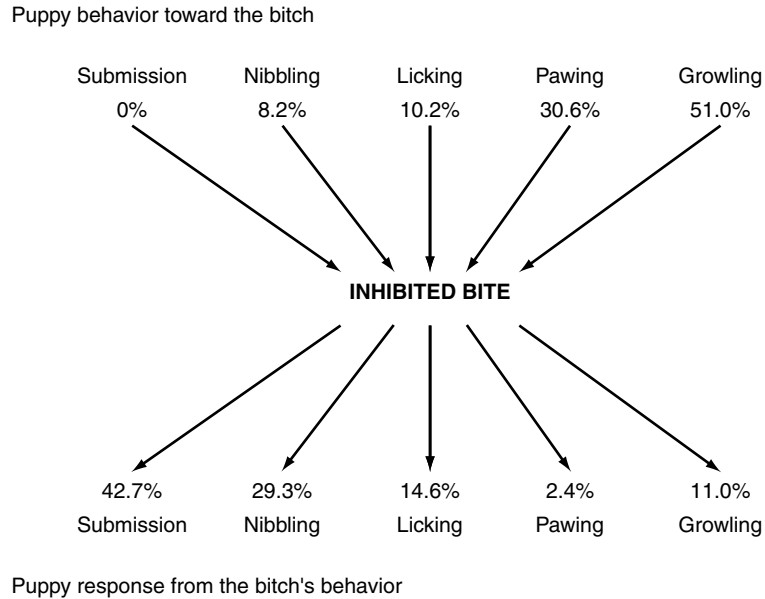 Puppy behavior toward the bitch
Submission Nibbling Licking Pawing Growling
0% 8.2% 10.2% 30.6% 51.0%
INHIBITED BITE
42.7% 29.3% 14.6% 2.4% 11.0%
Submission Nibbling Licking Pawing Growling
Puppy response from the bitch's behavior